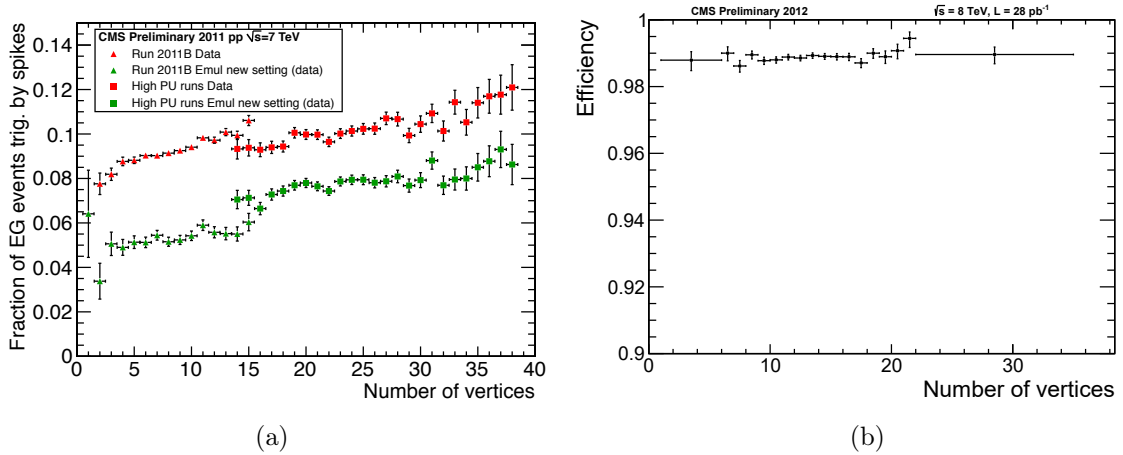 CMS Preliminary 2011 pp √s=7 TeV
Run 2011B Data
Run 2011B Emul new setting (data)
High PU runs Data
High PU runs Emul new setting (data)
Fraction of EG events trig. by spikes
0.14
0.12
0.1
0.08
0.06
0.04
0.02
0
0 5 10 15 20 25 30 35 40
Number of vertices
(a)
CMS Preliminary 2012 √s = 8 TeV, L = 28 pb⁻¹
Efficiency
1
0.98
0.96
0.94
0.92
0.9
0 10 20 30
Number of vertices
(b)